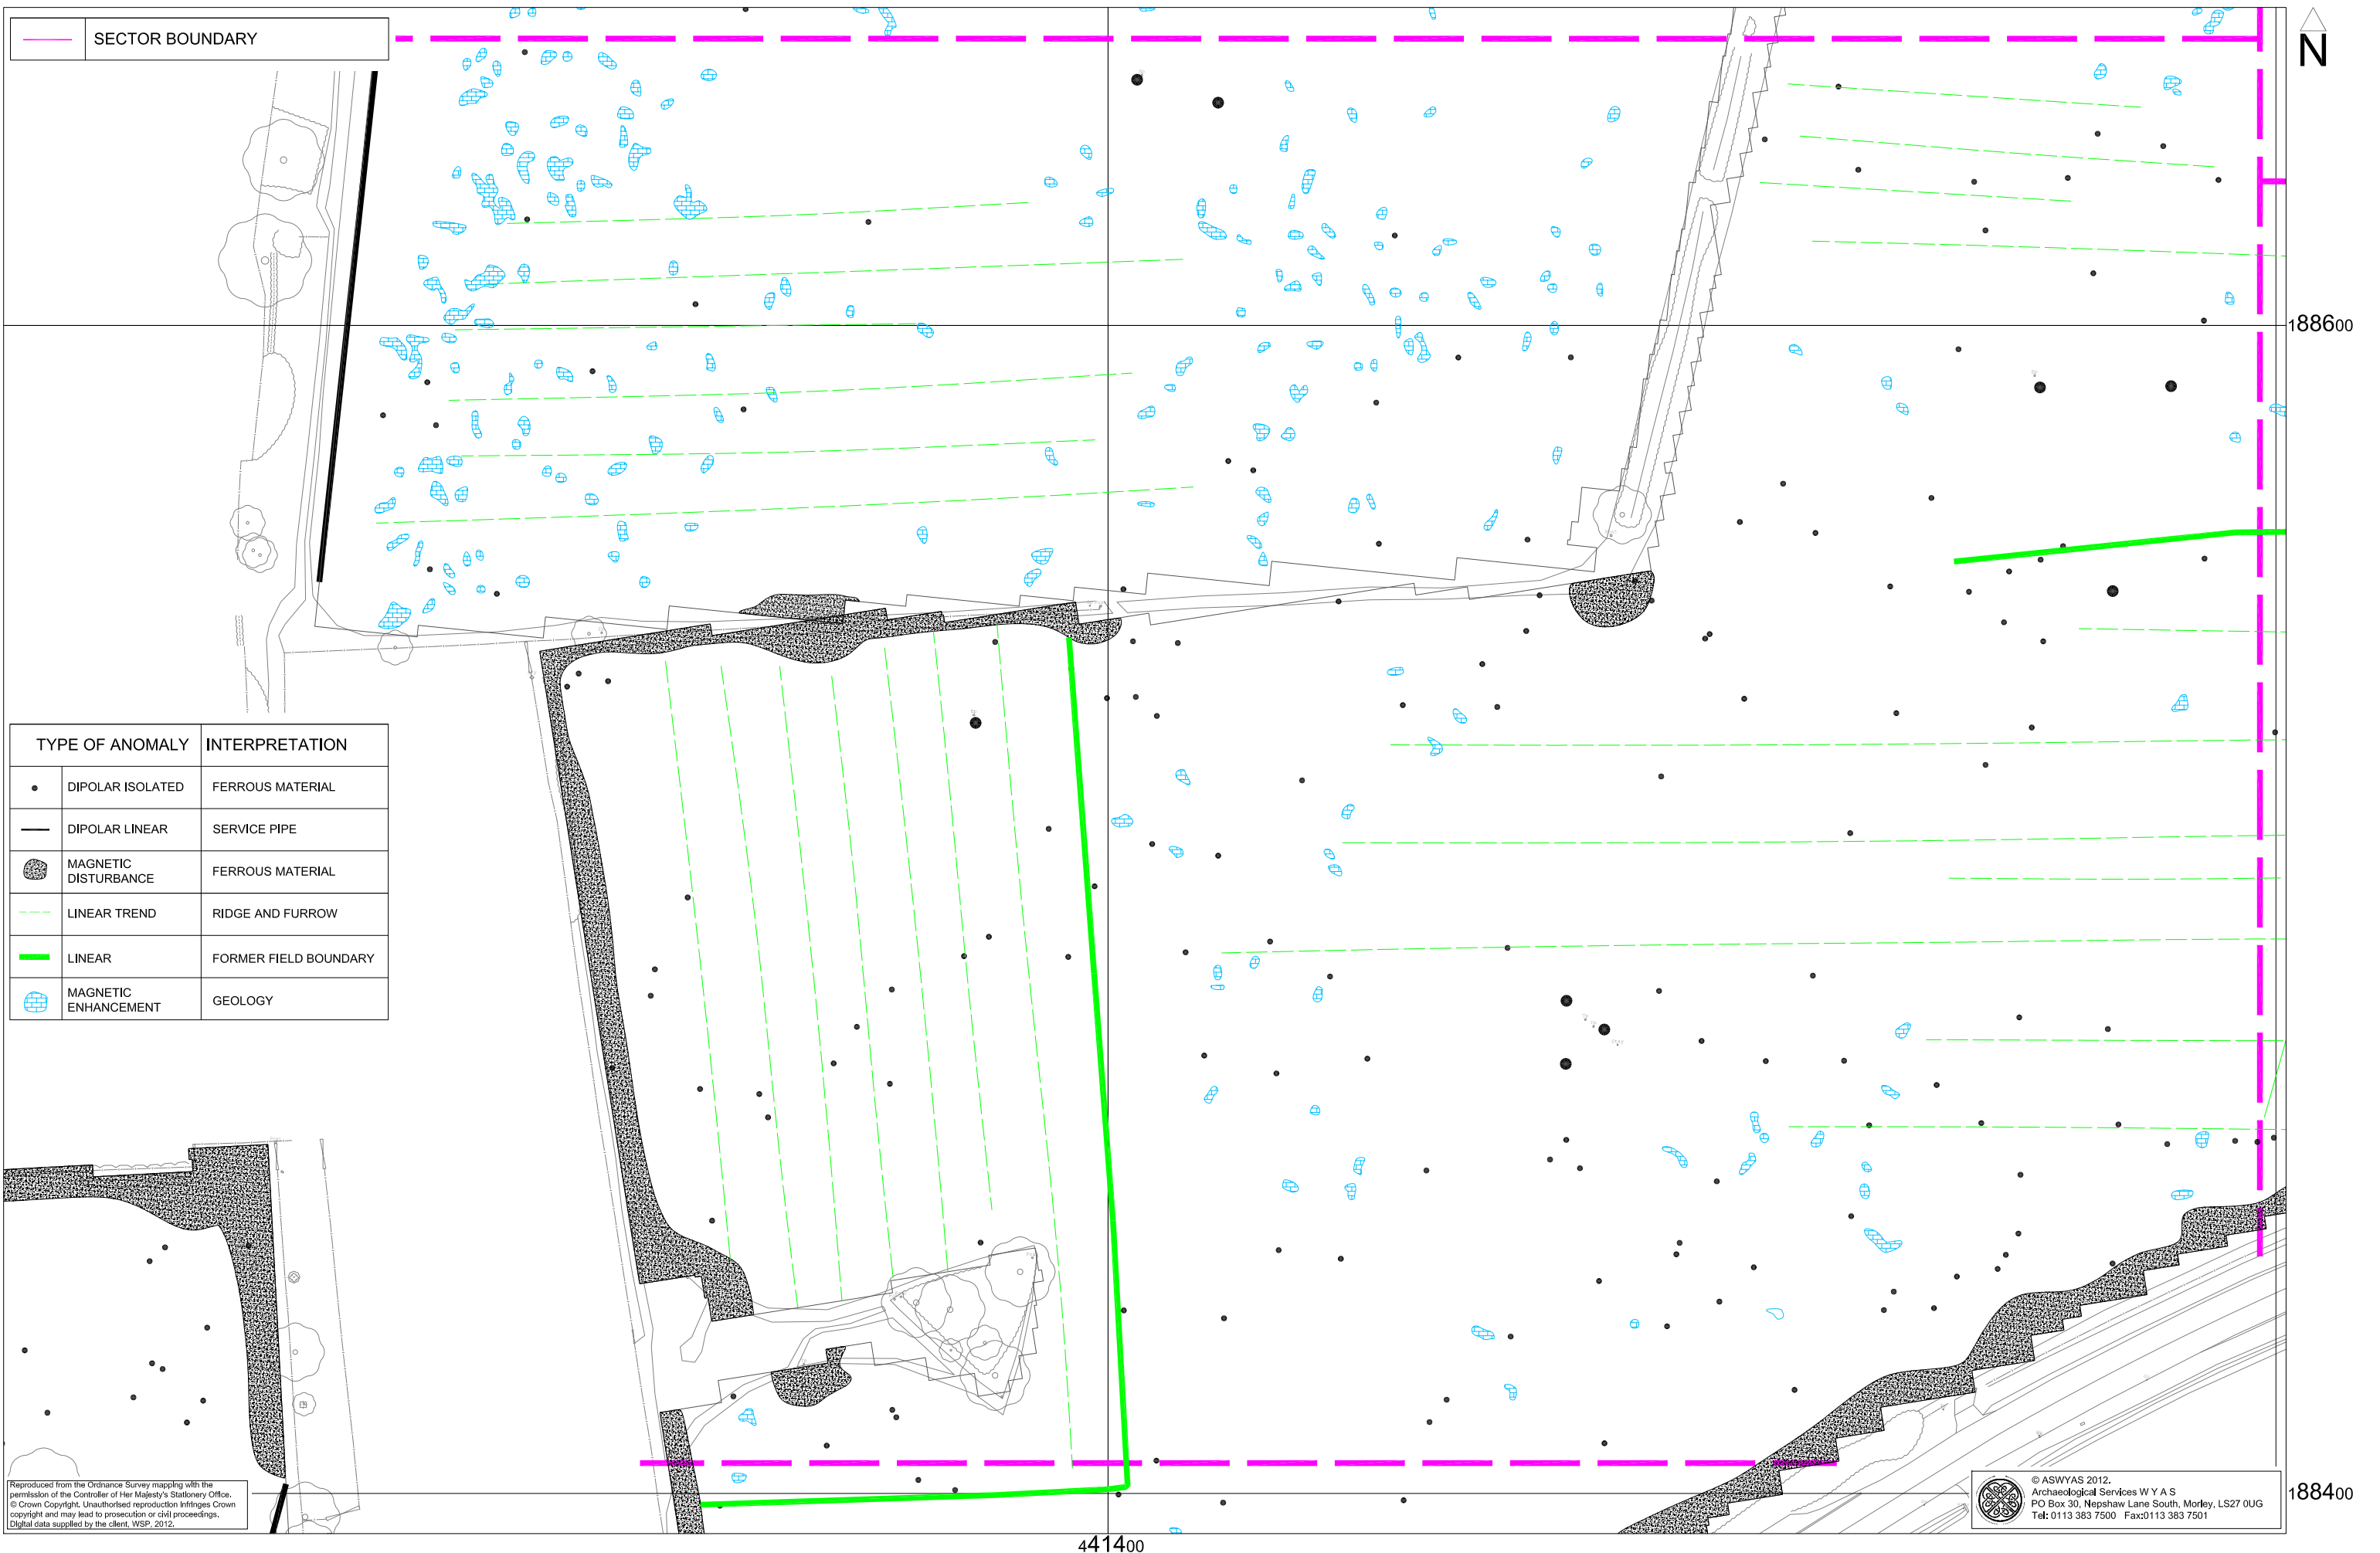 SECTOR BOUNDARY
N
188600
TYPE OF ANOMALY INTERPRETATION
DIPOLAR ISOLATED FERROUS MATERIAL
DIPOLAR LINEAR SERVICE PIPE
MAGNETIC
DISTURBANCE FERROUS MATERIAL
LINEAR TREND RIDGE AND FURROW
LINEAR FORMER FIELD BOUNDARY
MAGNETIC
ENHANCEMENT GEOLOGY
Reproduced from the Ordnance Survey mapping with the
permission of the Controller of Her Majesty's Stationery Office.
© Crown Copyright. Unauthorised reproduction infringes Crown
copyright and may lead to prosecution or civil proceedings.
Digital data supplied by the client, WSP, 2012.
© ASWYAS 2012.
Archaeological Services W Y A S
PO Box 30, Nepshaw Lane South, Morley, LS27 0UG
Tel: 0113 383 7500 Fax:0113 383 7501
188400
441400